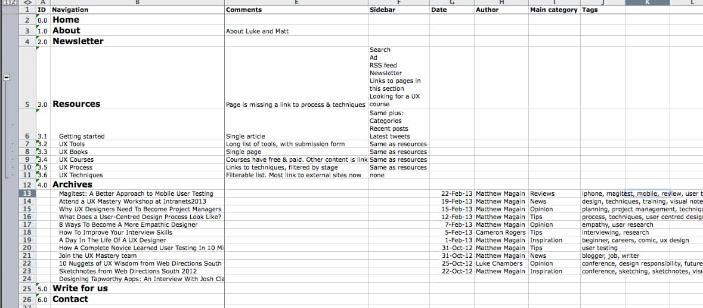 1 2
A B E F G H I J K L
1 ID Navigation Comments Sidebar Date Author Main category Tags
2 0.0 Home
3 1.0 About About Luke and Matt
4 2.0 Newsletter
Search
Ad
RSS feed
Newsletter
Links to pages in
this section
Looking for a UX
5 3.0 Resources Page is missing a link to process & techniques course
Same plus:
Categories
Recent posts
6 3.1 Getting started Single article Latest tweets
7 3.2 UX Tools Long list of tools, with submission form Same as resources
8 3.3 UX Books Single page Same as resources
9 3.4 UX Courses Courses have free & paid. Other content is link Same as resources
10 3.5 UX Process Links to techniques, filtered by stage Same as resources
11 3.6 UX Techniques Filterable list. Most link to external sites now none
12 4.0 Archives
13 Magitest: A Better Approach to Mobile User Testing 22-Feb-13 Matthew Magain Reviews iphone, magitest, mobile, review, user t
14 Attend a UX Mastery Workshop at Intranets2013 19-Feb-13 Matthew Magain News design, techniques, training, visual note
15 Why UX Designers Need To Become Project Managers 15-Feb-13 Matthew Magain Opinion planning, project management, techniqu
16 What Does a User-Centred Design Process Look Like? 12-Feb-13 Matthew Magain Tips process, techniques, user centred design
17 8 Ways To Become A More Empathic Designer 7-Feb-13 Matthew Magain Opinion empathy, user research
18 How To Improve Your Interview Skills 5-Feb-13 Cameron Rogers Tips interviewing, research
19 A Day In The Life Of A UX Designer 1-Feb-13 Matthew Magain Inspiration beginner, careers, comic, ux design
20 How A Complete Novice Learned User Testing In 10 Mi 31-Oct-12 Matthew Magain Tips user testing
21 Join the UX Mastery team 31-Oct-12 Matthew Magain News blogger, job, writer
22 10 Nuggets of UX Wisdom from Web Directions South 25-Oct-12 Luke Chambers Opinion conference, design responsibility, future
23 Sketchnotes from Web Directions South 2012 22-Oct-12 Matthew Magain Inspiration conference, sketching, sketchnotes, visu
24 Designing Tapworthy Apps: An Interview With Josh Cla
25 5.0 Write for us
26 6.0 Contact